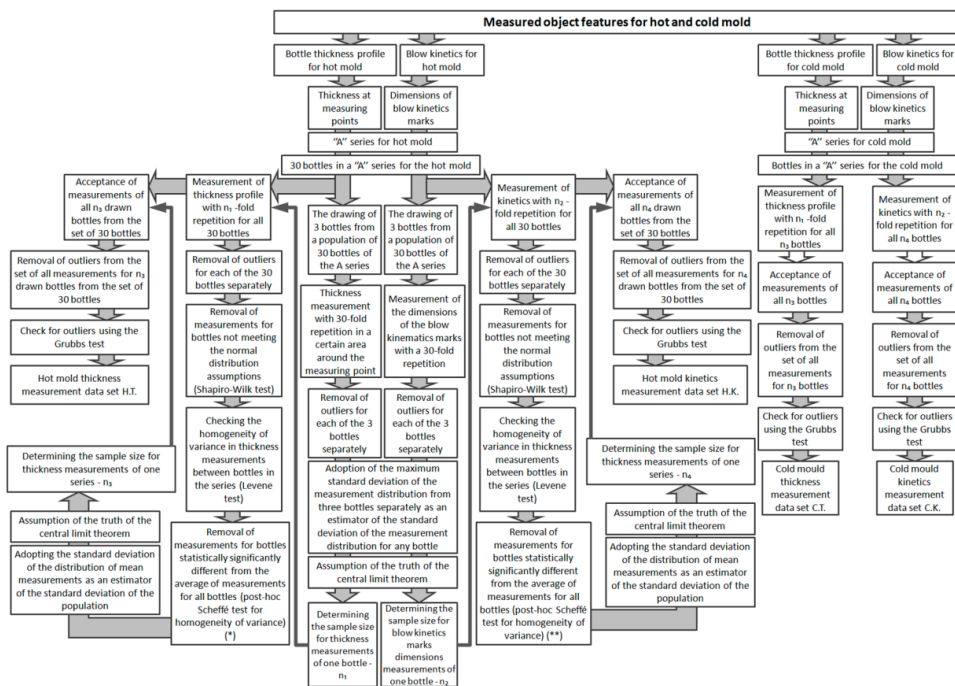 Measured object features for hot and cold mold
Bottle thickness profile
for hot mold
Blow kinetics for
hot mold
Thickness at
measuring
points
Dimensions of
blow kinetics
marks
"A" series for hot mold
30 bottles in a "A" series for the hot mold
Bottle thickness profile
for cold mold
Blow kinetics for
cold mold
Thickness at
measuring
points
Dimensions of
blow kinetics
marks
"A" series for cold mold
Bottles in a "A" series for the cold mold
Acceptance
of measurements of
all n₃ drawn
bottles from the
set of 30 bottles
Removal of outliers from the
set of all measurements for n₃
drawn bottles from the set of
30 bottles
Check for outliers using the
Grubbs test
Hot mold thickness
measurement data set H.T.
Determining the sample size for
thickness measurements of one
series - n₃
Assumption of the truth of the
central limit theorem
Adopting the standard deviation
of the distribution of mean
measurements as an estimator
of the standard deviation of the
population
Measurement of
thickness profile
with n₁ -fold
repetition for all
30 bottles
Removal of outliers
for each of the 30
bottles separately
Removal of
measurements for
bottles not meeting
the normal
distribution
assumptions
(Shapiro-Wilk test)
Checking the
homogeneity of
variance in thickness
measurements
between bottles in
the series (Levene
test)
Removal of
measurements for bottles
statistically significantly
different from the
average of measurements
for all bottles (post-hoc
Scheffé test for
homogeneity of variance)
(*)
The drawing of
3 bottles from a
population of
30 bottles of
the A series
Thickness
measurement
with 30-fold
repetition in a
certain area
around the
measuring point
Removal of
outliers for
each of the 3
bottles
separately
The drawing of
3 bottles from a
population of
30 bottles of
the A series
Measurement of
the dimensions
of the blow
kinematics marks
with a 30-fold
repetition
Removal of
outliers for
each of the 3
bottles
separately
Adoption of the maximum
standard deviation of
the measurement
distribution from
three bottles separately as an
estimator of the standard
deviation of the measurement
distribution for any bottle
Assumption of the truth of the
central limit theorem
Determining
the sample size
for thickness
measurements
of one bottle -
n₁
Determining the
sample size for
blow kinetics
marks
dimensions
measurements of
one bottle - n₂
Measurement of
kinetics with n₂ -
fold repetition for
all 30 bottles
Removal of outliers
for each of the 30
bottles separately
Removal of
measurements for
bottles not meeting
the normal
distribution
assumptions
(Shapiro-Wilk test)
Checking the
homogeneity of
variance in thickness
measurements
between bottles in
the series (Levene
test)
Removal of
measurements for
bottles statistically
significantly different
from the average of
measurements for all
bottles (post-hoc Scheffé
test for homogeneity of
variance) (**)
Acceptance
of measurements of
all n₄ drawn
bottles from the
set of 30 bottles
Removal of outliers from the
set of all measurements for n₄
drawn bottles from the set of
30 bottles
Check for outliers using the
Grubbs test
Hot mold kinetics
measurement data set H.K.
Determining the sample size for
thickness measurements of one
series - n₄
Assumption of the truth of the
central limit theorem
Adopting the standard deviation of
the distribution of mean
measurements as an estimator of
the standard deviation of the
population
Measurement of
thickness profile
with n₁ -fold
repetition for all
n₃ bottles
Acceptance of
measurements of
all n₃ bottles
Removal of
outliers from the
set of all
measurements for
n₃ bottles
Check for outliers
using the Grubbs
test
Cold mould
thickness
measurement
data set C.T.
Measurement of
kinetics with n₂ -
fold repetition for
all n₄ bottles
Acceptance of
measurements of
all n₄ bottles
Removal of
outliers from the
set of all
measurements for
n₄ bottles
Check for outliers
using the Grubbs
test
Cold mould
kinetics
measurement
data set C.K.